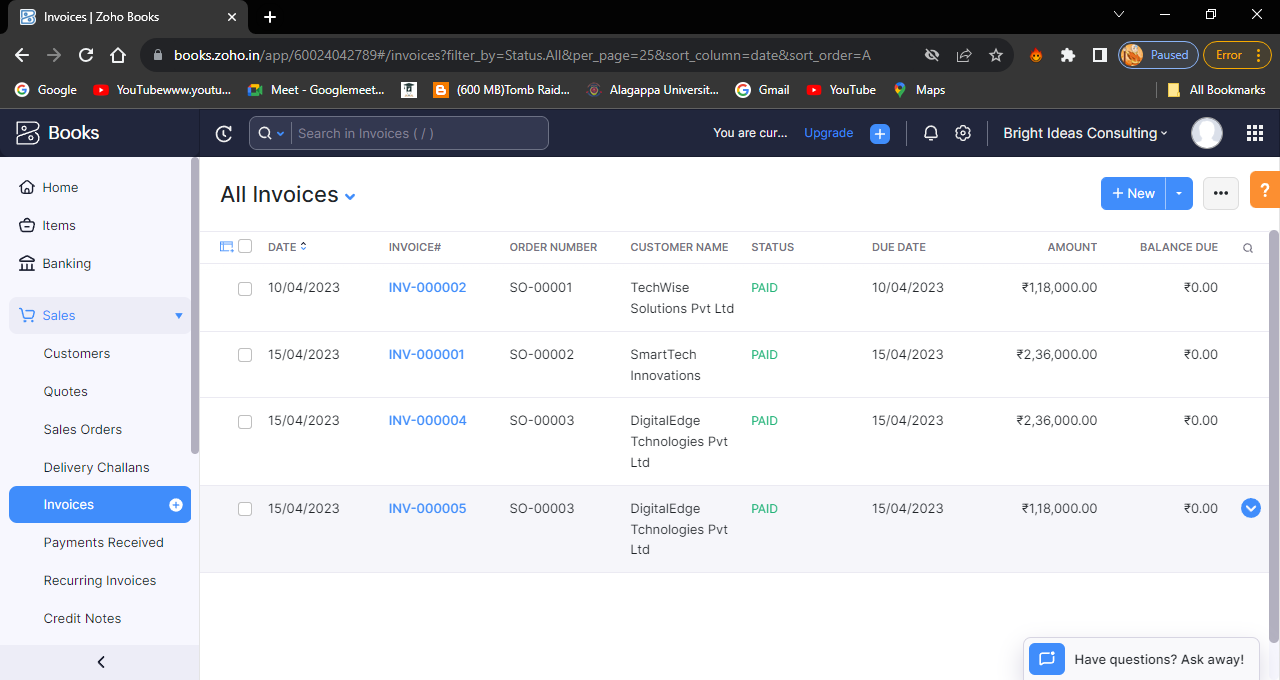 Invoices | Zoho Books
books.zoho.in/app/60024042789#/invoices?filter_by=Status.All&per_page=25&sort_column=date&sort_order=A
Paused
Error
Google
YouTubewww.youtu...
Meet - Googlemeet...
(600 MB)Tomb Raid...
Alagappa Universit...
Gmail
YouTube
Maps
All Bookmarks
Books
Search in Invoices ( / )
You are cur...
Upgrade
Bright Ideas Consulting
Home
Items
Banking
Sales
Customers
Quotes
Sales Orders
Delivery Challans
Invoices
Payments Received
Recurring Invoices
Credit Notes
All Invoices
+ New
?
DATE INVOICE# ORDER NUMBER CUSTOMER NAME STATUS DUE DATE AMOUNT BALANCE DUE
10/04/2023 INV-000002 SO-00001 TechWise PAID 10/04/2023 ₹1,18,000.00 ₹0.00
Solutions Pvt Ltd
15/04/2023 INV-000001 SO-00002 SmartTech PAID 15/04/2023 ₹2,36,000.00 ₹0.00
Innovations
15/04/2023 INV-000004 SO-00003 DigitalEdge PAID 15/04/2023 ₹2,36,000.00 ₹0.00
Tchnologies Pvt
Ltd
15/04/2023 INV-000005 SO-00003 DigitalEdge PAID 15/04/2023 ₹1,18,000.00 ₹0.00
Tchnologies Pvt
Ltd
Have questions? Ask away!